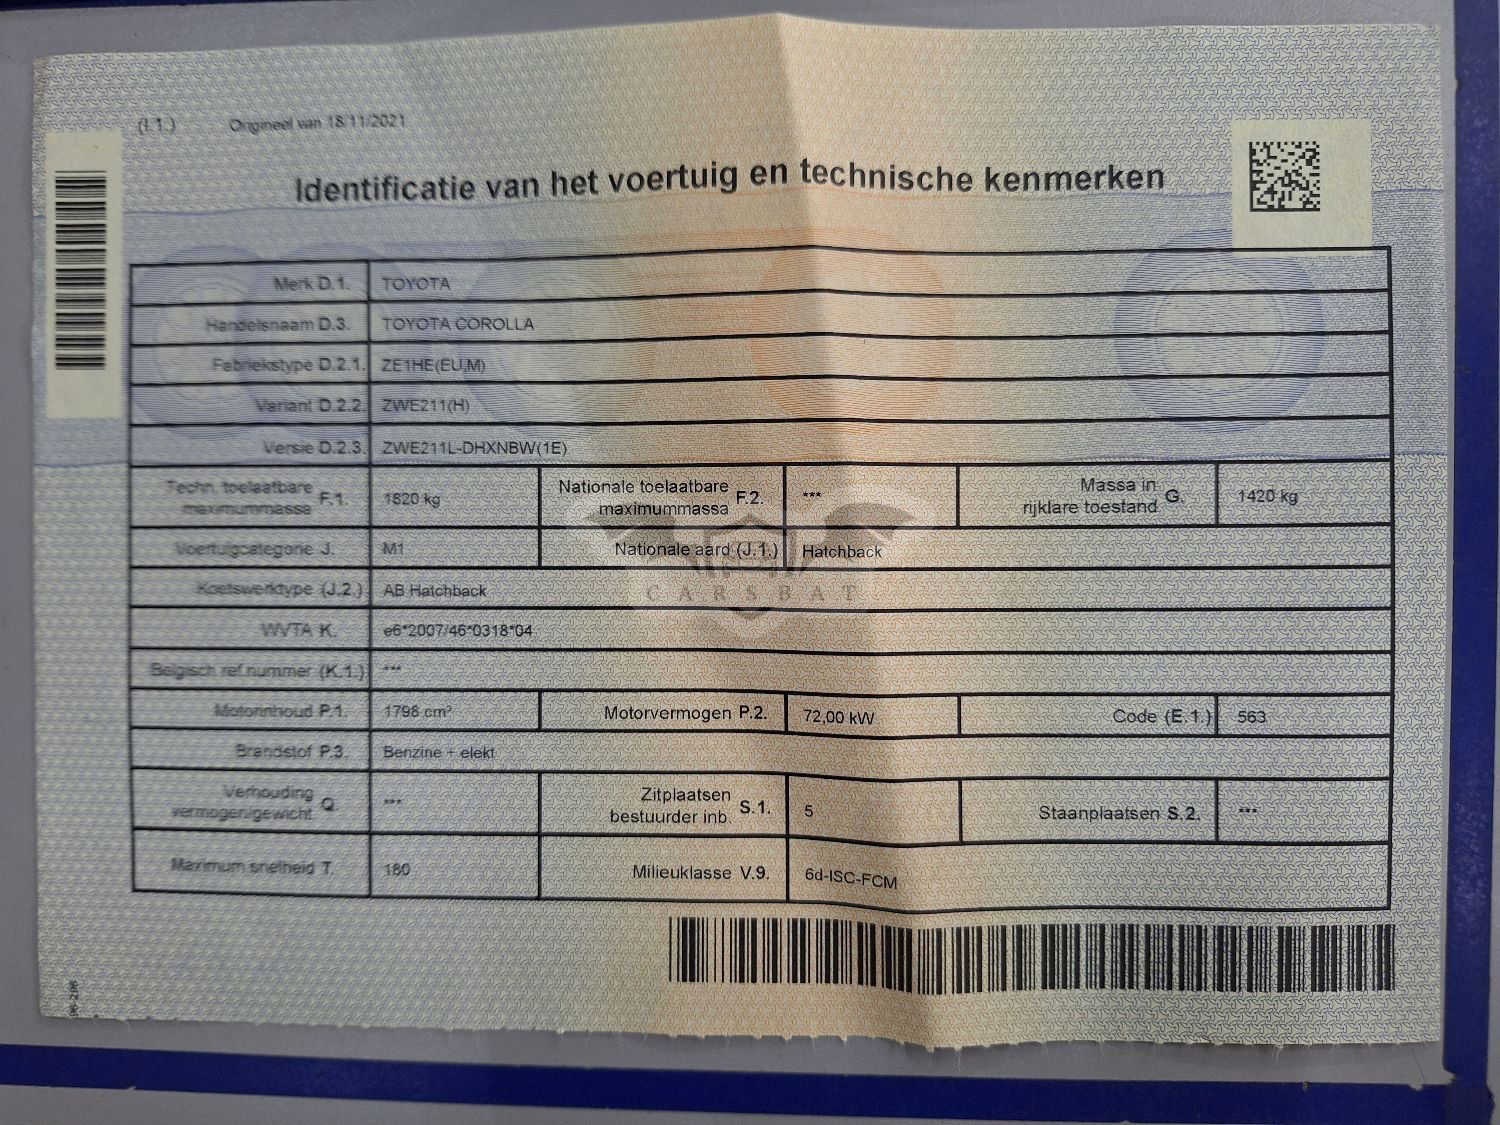 (I.1.) Origineel van 18/11/2021
Identificatie van het voertuig en technische kenmerken
Merk D.1. TOYOTA
Handelsnaam D.3. TOYOTA COROLLA
Fabriekstype D.2.1. ZE1HE(EU,M)
Variant D.2.2. ZWE211(H)
Versie D.2.3. ZWE211L-DHXNBW(1E)
Techn. toelaatbare maximummassa F.1. 1820 kg Nationale toelaatbare maximummassa F.2. *** Massa in rijklare toestand G. 1420 kg
Voertuigcategorie J. M1 Nationale aard (J.1.) Hatchback
Koetswerktype (J.2.) AB Hatchback
CARSBAT
WVTA K. e6*2007/46*0318*04
Belgisch ref.nummer (K.1.) ***
Motorinhoud P.1. 1798 cm³ Motorvermogen P.2. 72,00 kW Code (E.1.) 563
Brandstof P.3. Benzine + elekt
Verhouding vermogen/gewicht Q. *** Zitplaatsen bestuurder inb. S.1. 5 Staanplaatsen S.2. ***
Maximum snelheid T. 180 Milieuklasse V.9. 6d-ISC-FCM